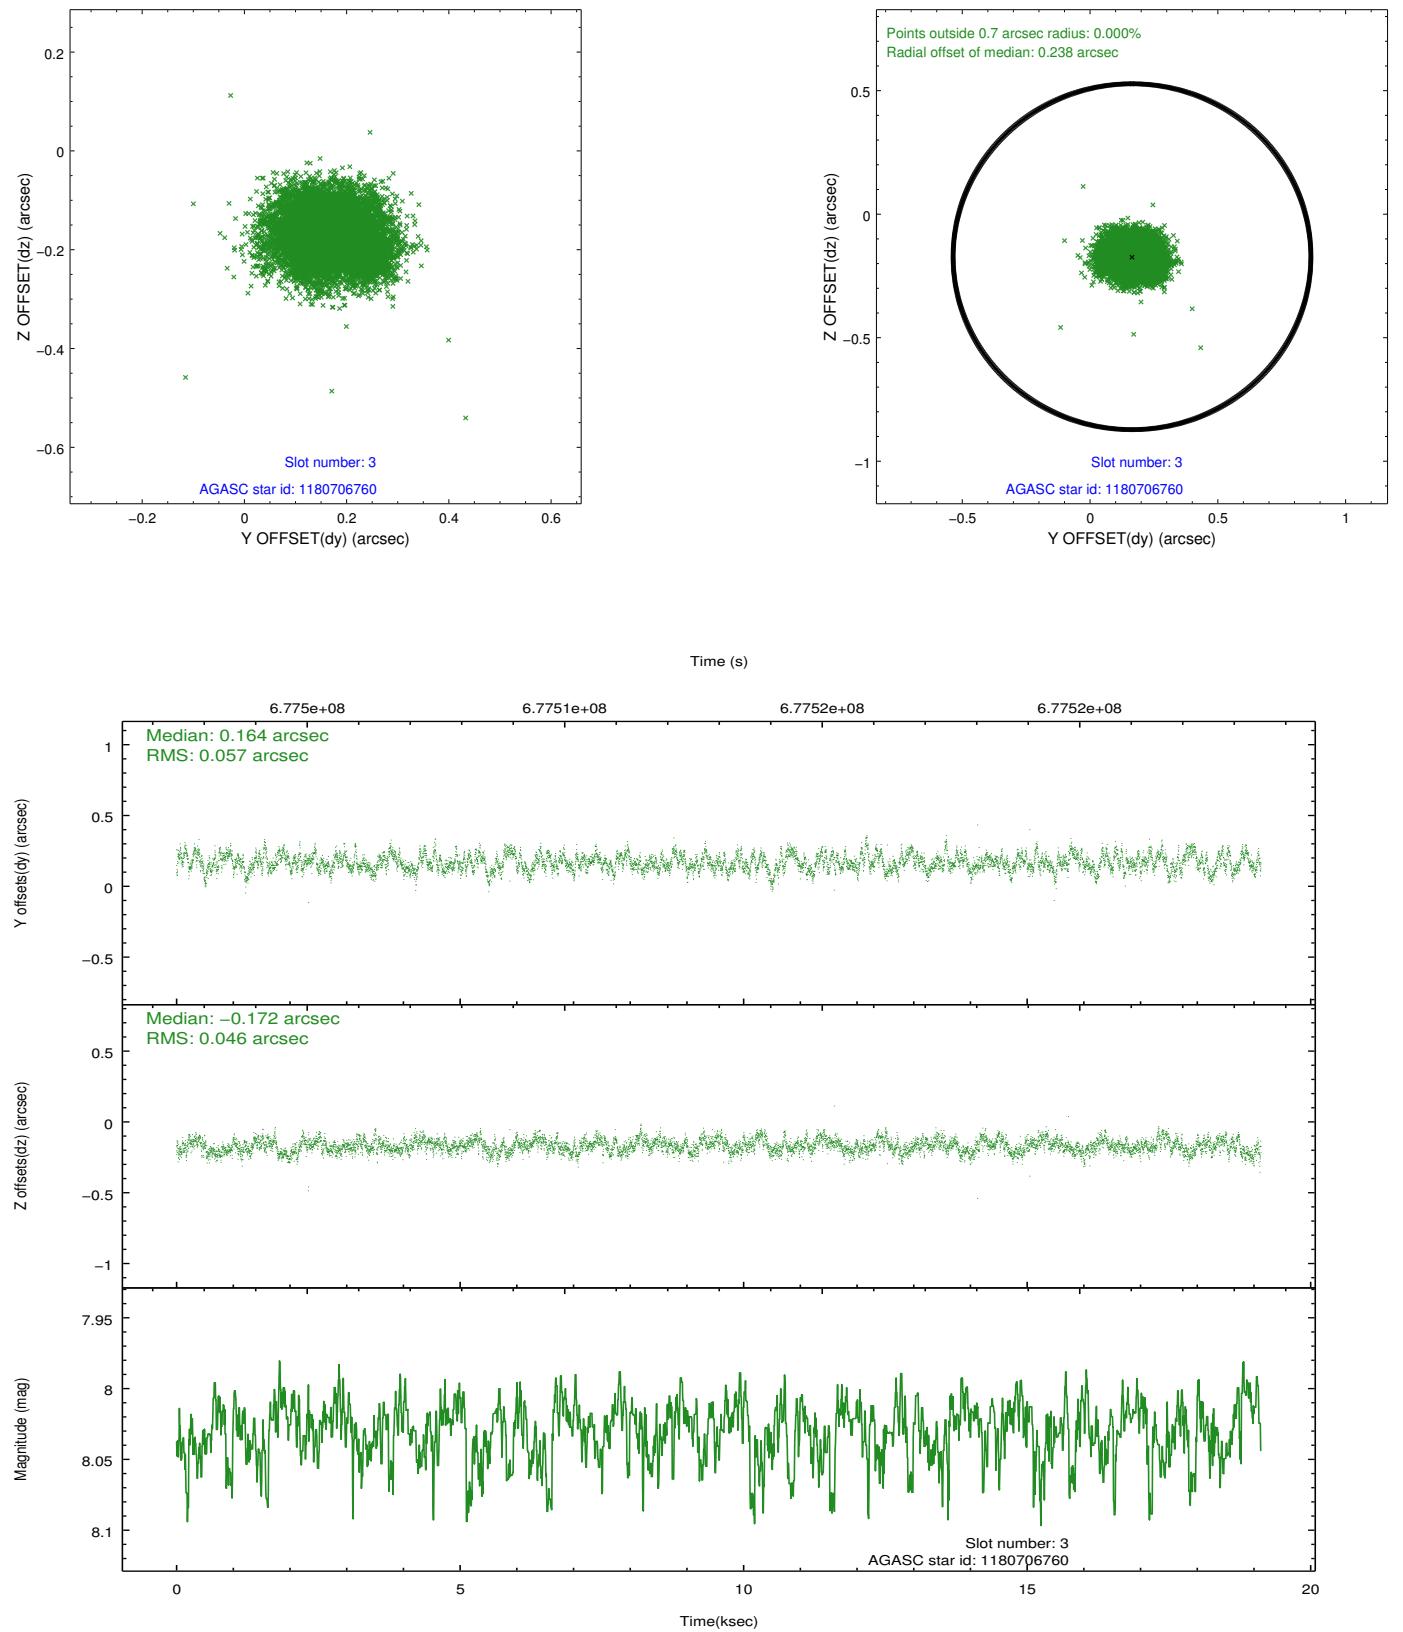 0.2
0
−0.2
−0.4
−0.6
Z OFFSET(dz) (arcsec)
Slot number: 3
AGASC star id: 1180706760
−0.2 0 0.2 0.4 0.6
Y OFFSET(dy) (arcsec)
Points outside 0.7 arcsec radius: 0.000%
Radial offset of median: 0.238 arcsec
0.5
0
−0.5
−1
Z OFFSET(dz) (arcsec)
Slot number: 3
AGASC star id: 1180706760
−0.5 0 0.5 1
Y OFFSET(dy) (arcsec)
Time (s)
6.775e+08 6.7751e+08 6.7752e+08 6.7752e+08
Median: 0.164 arcsec
RMS: 0.057 arcsec
1
0.5
0
−0.5
Y offsets(dy) (arcsec)
Median: −0.172 arcsec
RMS: 0.046 arcsec
0.5
0
−0.5
−1
Z offsets(dz) (arcsec)
7.95
8
8.05
8.1
Magnitude (mag)
Slot number: 3
AGASC star id: 1180706760
0 5 10 15 20
Time(ksec)